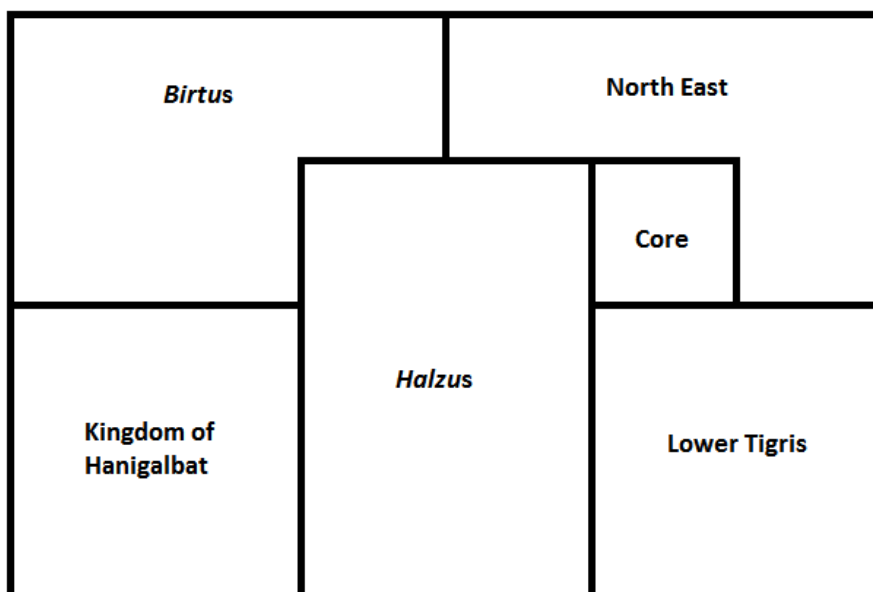 Birtus
North East
Core
Halzus
Kingdom of
Hanigalbat
Lower Tigris